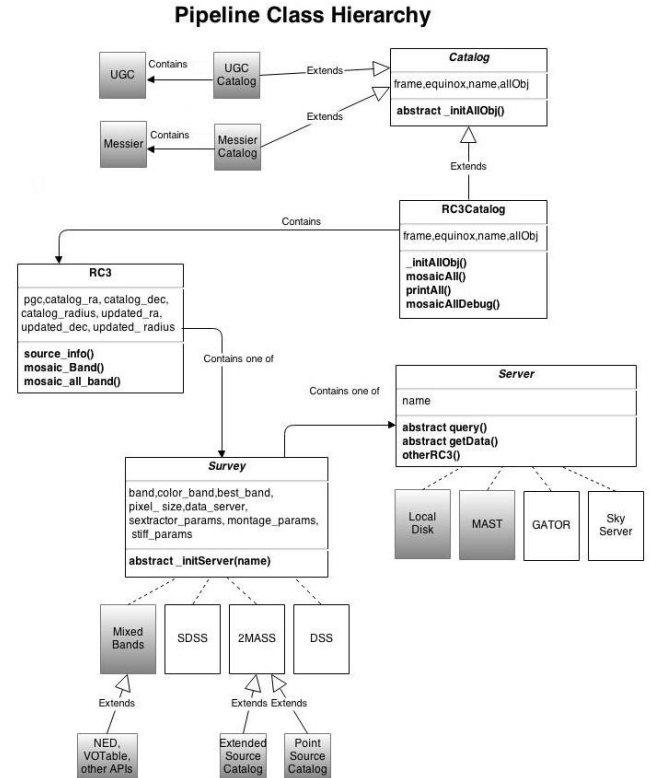 Pipeline Class Hierarchy
UGC
Contains
UGC
Catalog
Extends
Catalog
frame,equinox,name,allObj
abstract _initAllObj()
Messier
Contains
Messier
Catalog
Extends
Extends
RC3Catalog
frame,equinox,name,allObj
_initAllObj()
mosaicAll()
printAll()
mosaicAllDebug()
Contains
RC3
pgc,catalog_ra, catalog_dec,
catalog_radius, updated_ra,
updated_dec, updated_ radius
source_info()
mosaic_Band()
mosaic_all_band()
Contains one of
Contains one of
Server
name
abstract query()
abstract getData()
otherRC3()
Local
Disk
MAST
GATOR
Sky
Server
Survey
band,color_band,best_band,
pixel_ size,data_server,
sextractor_params, montage_params,
stiff_params
abstract _initServer(name)
Mixed
Bands
SDSS
2MASS
DSS
Extends
Extends
Extends
NED,
VOTable,
other APIs
Extended
Source
Catalog
Point
Source
Catalog